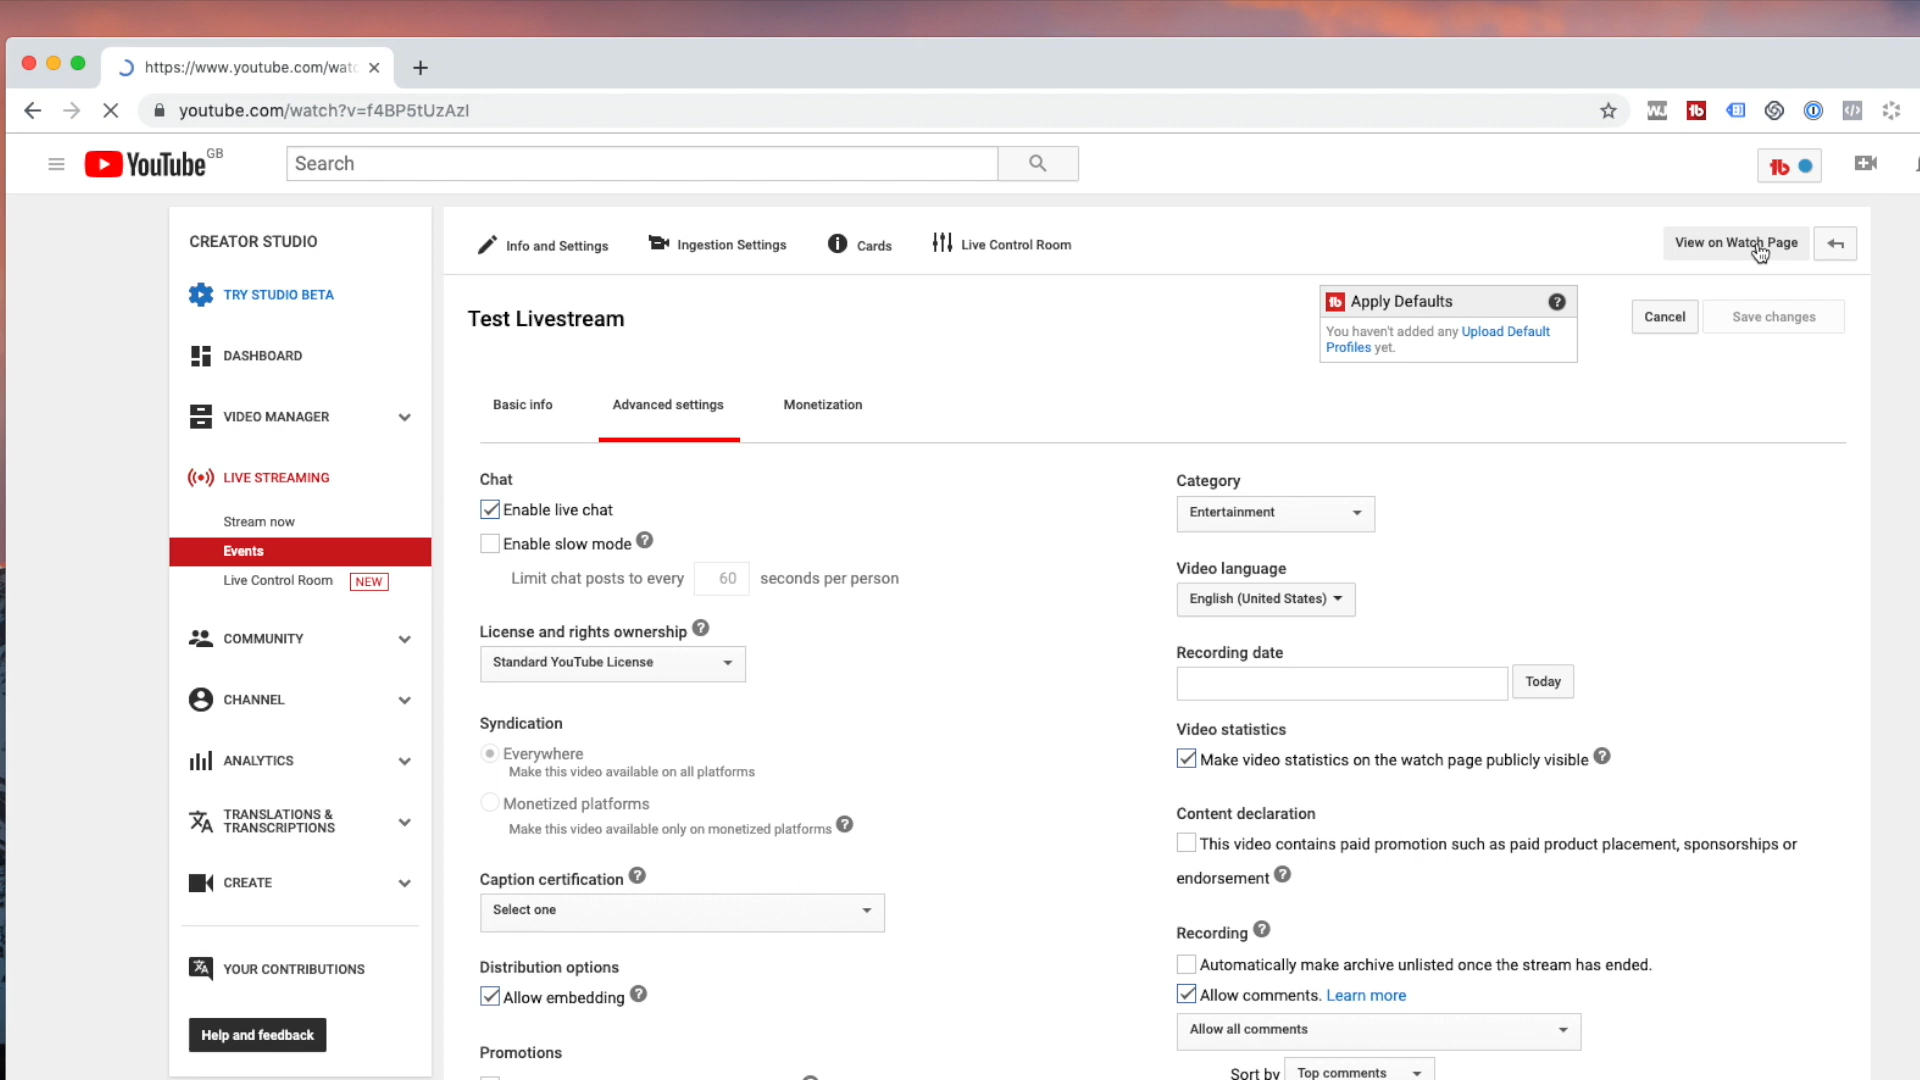 https://www.youtube.com/wat
youtube.com/watch?v=f4BP5tUzAzI
YouTube GB
Search
CREATOR STUDIO
TRY STUDIO BETA
DASHBOARD
VIDEO MANAGER
LIVE STREAMING
Stream now
Events
Live Control Room NEW
COMMUNITY
CHANNEL
ANALYTICS
TRANSLATIONS &
TRANSCRIPTIONS
CREATE
YOUR CONTRIBUTIONS
Help and feedback
Info and Settings
Ingestion Settings
Cards
Live Control Room
View on Watch Page
Test Livestream
Apply Defaults
You haven't added any Upload Default
Profiles yet.
Cancel
Save changes
Basic info
Advanced settings
Monetization
Chat
Enable live chat
Enable slow mode
Limit chat posts to every 60 seconds per person
License and rights ownership
Standard YouTube License
Syndication
Everywhere
Make this video available on all platforms
Monetized platforms
Make this video available only on monetized platforms
Caption certification
Select one
Distribution options
Allow embedding
Promotions
Category
Entertainment
Video language
English (United States)
Recording date
Today
Video statistics
Make video statistics on the watch page publicly visible
Content declaration
This video contains paid promotion such as paid product placement, sponsorships or
endorsement
Recording
Automatically make archive unlisted once the stream has ended.
Allow comments. Learn more
Allow all comments
Sort by Top comments